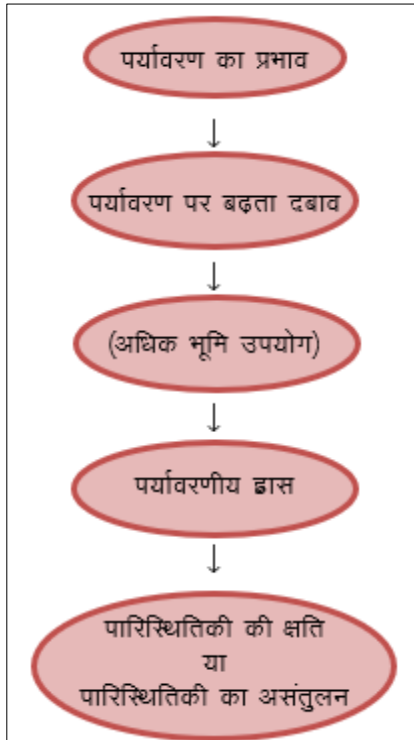 पर्यावरण का प्रभाव
↓
पर्यावरण पर बढ़ता दबाव
↓
(अधिक भूमि उपयोग)
↓
पर्यावरणीय ह्रास
↓
पारिस्थितिकी की क्षति
या
पारिस्थितिकी का असंतुलन